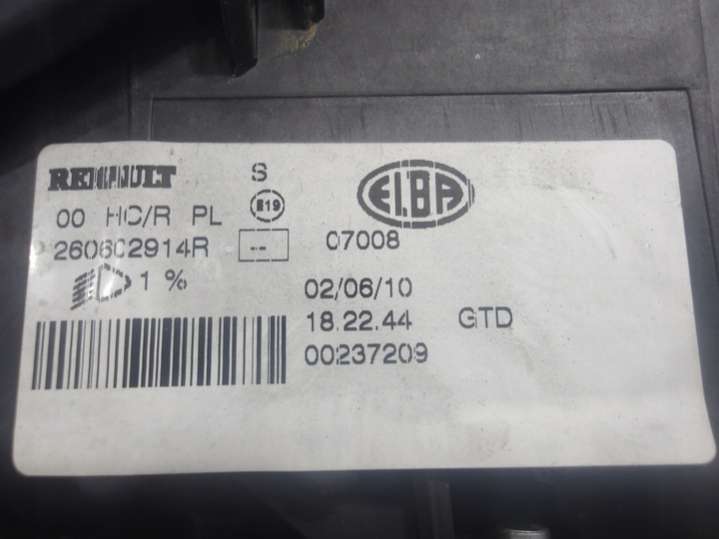 RENAULT S
00 HC/R PL E19 ELBA
260602914R -- 07008
1 % 02/06/10
18.22.44 GTD
00237209